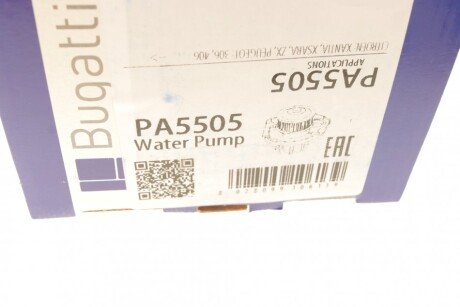 Bugatti
PA5505
Water Pump
PA5505
APPLICATIONS
CITROEN: XANTIA, XSARA, ZX, PEUGEOT: 306, 406
EAC